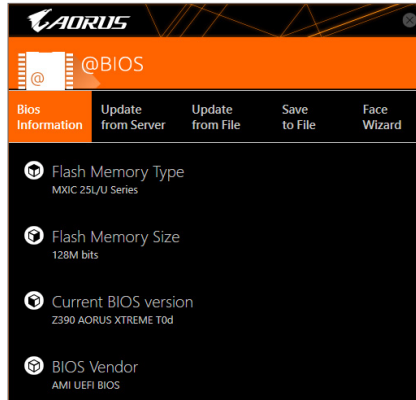 AORUS
@
@BIOS
Bios
Information
Update
from Server
Update
from File
Save
to File
Face
Wizard
Flash Memory Type
MXIC 25L/U Series
Flash Memory Size
128M bits
Current BIOS version
Z390 AORUS XTREME T0d
BIOS Vendor
AMI UEFI BIOS